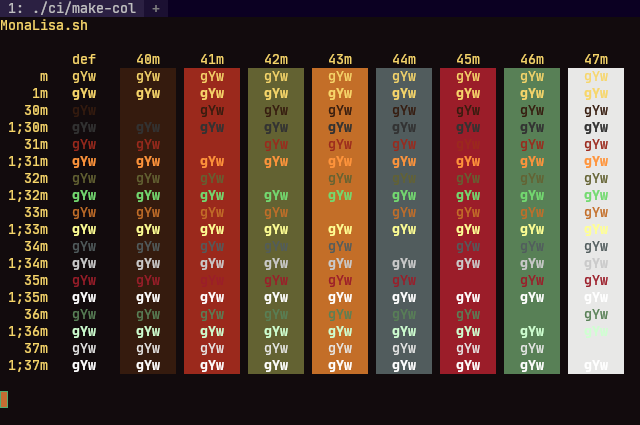 1: ./ci/make-col +
MonaLisa.sh
def 40m 41m 42m 43m 44m 45m 46m 47m
m gYw gYw gYw gYw gYw gYw gYw gYw gYw
1m gYw gYw gYw gYw gYw gYw gYw gYw gYw
30m gYw gYw gYw gYw gYw gYw gYw gYw
1;30m gYw gYw gYw gYw gYw gYw gYw gYw gYw
31m gYw gYw gYw gYw gYw gYw gYw gYw
1;31m gYw gYw gYw gYw gYw gYw gYw gYw gYw
32m gYw gYw gYw gYw gYw gYw gYw gYw
1;32m gYw gYw gYw gYw gYw gYw gYw gYw gYw
33m gYw gYw gYw gYw gYw gYw gYw gYw
1;33m gYw gYw gYw gYw gYw gYw gYw gYw gYw
34m gYw gYw gYw gYw gYw gYw gYw gYw
1;34m gYw gYw gYw gYw gYw gYw gYw gYw gYw
35m gYw gYw gYw gYw gYw gYw gYw gYw
1;35m gYw gYw gYw gYw gYw gYw gYw gYw gYw
36m gYw gYw gYw gYw gYw gYw gYw gYw
1;36m gYw gYw gYw gYw gYw gYw gYw gYw gYw
37m gYw gYw gYw gYw gYw gYw gYw gYw
1;37m gYw gYw gYw gYw gYw gYw gYw gYw gYw